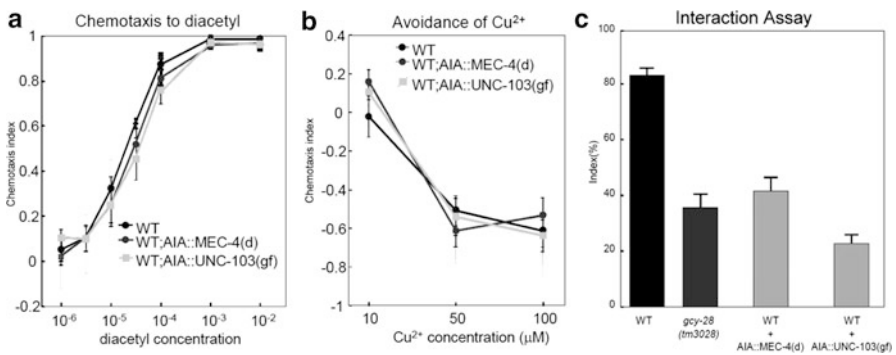 a
Chemotaxis to diacetyl
1
0.8
0.6
0.4
0.2
0
-0.2
Chemotaxis index
WT
WT;AIA::MEC-4(d)
WT;AIA::UNC-103(gf)
10⁻⁶
10⁻⁵
10⁻⁴
10⁻³
10⁻²
diacetyl concentration
b
Avoidance of Cu²⁺
0.6
0.4
0.2
0
-0.2
-0.4
-0.6
-0.8
-1
Chemotaxis index
WT
WT;AIA::MEC-4(d)
WT;AIA::UNC-103(gf)
10
50
100
Cu²⁺ concentration (μM)
c
Interaction Assay
100
80
60
40
20
0
Index(%)
WT
gcy-28
(tm3028)
WT
+
AIA::MEC-4(d)
WT
+
AIA::UNC-103(gf)